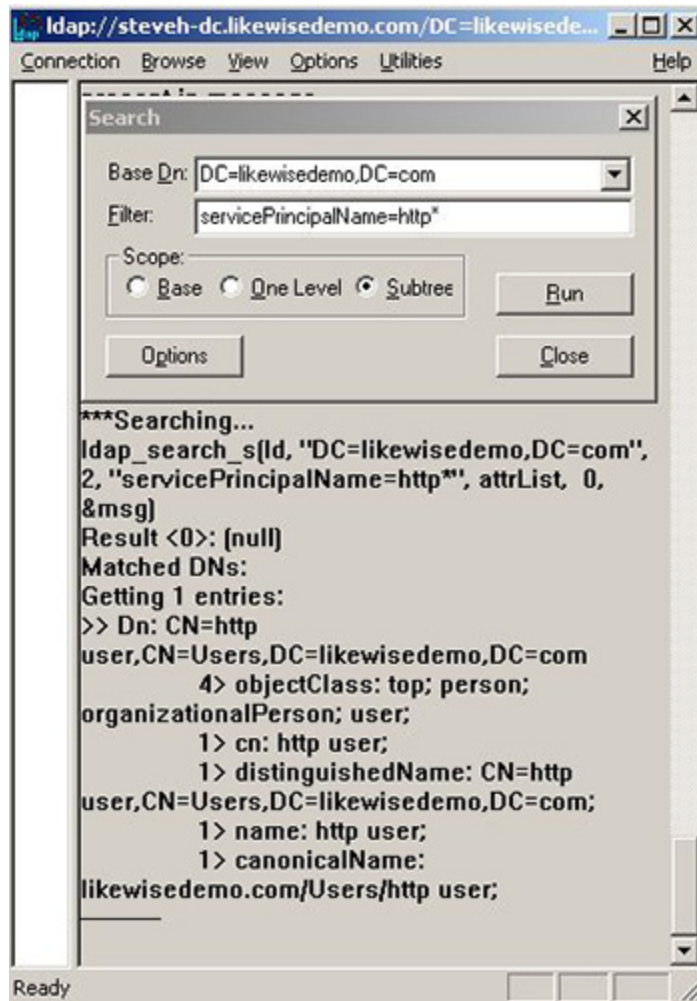 ldap://steveh-dc.likewisedemo.com/DC=likewisede...
Connection Browse View Options Utilities Help
Search
Base Dn: DC=likewisedemo,DC=com
Filter: servicePrincipalName=http*
Scope:
Base One Level Subtree
Run
Options
Close
***Searching...
ldap_search_s(ld, "DC=likewisedemo,DC=com",
2, "servicePrincipalName=http*", attrList, 0,
&msg)
Result <0>: (null)
Matched DNs:
Getting 1 entries:
>> Dn: CN=http
user,CN=Users,DC=likewisedemo,DC=com
4> objectClass: top; person;
organizationalPerson; user;
1> cn: http user;
1> distinguishedName: CN=http
user,CN=Users,DC=likewisedemo,DC=com;
1> name: http user;
1> canonicalName:
likewisedemo.com/Users/http user;
Ready